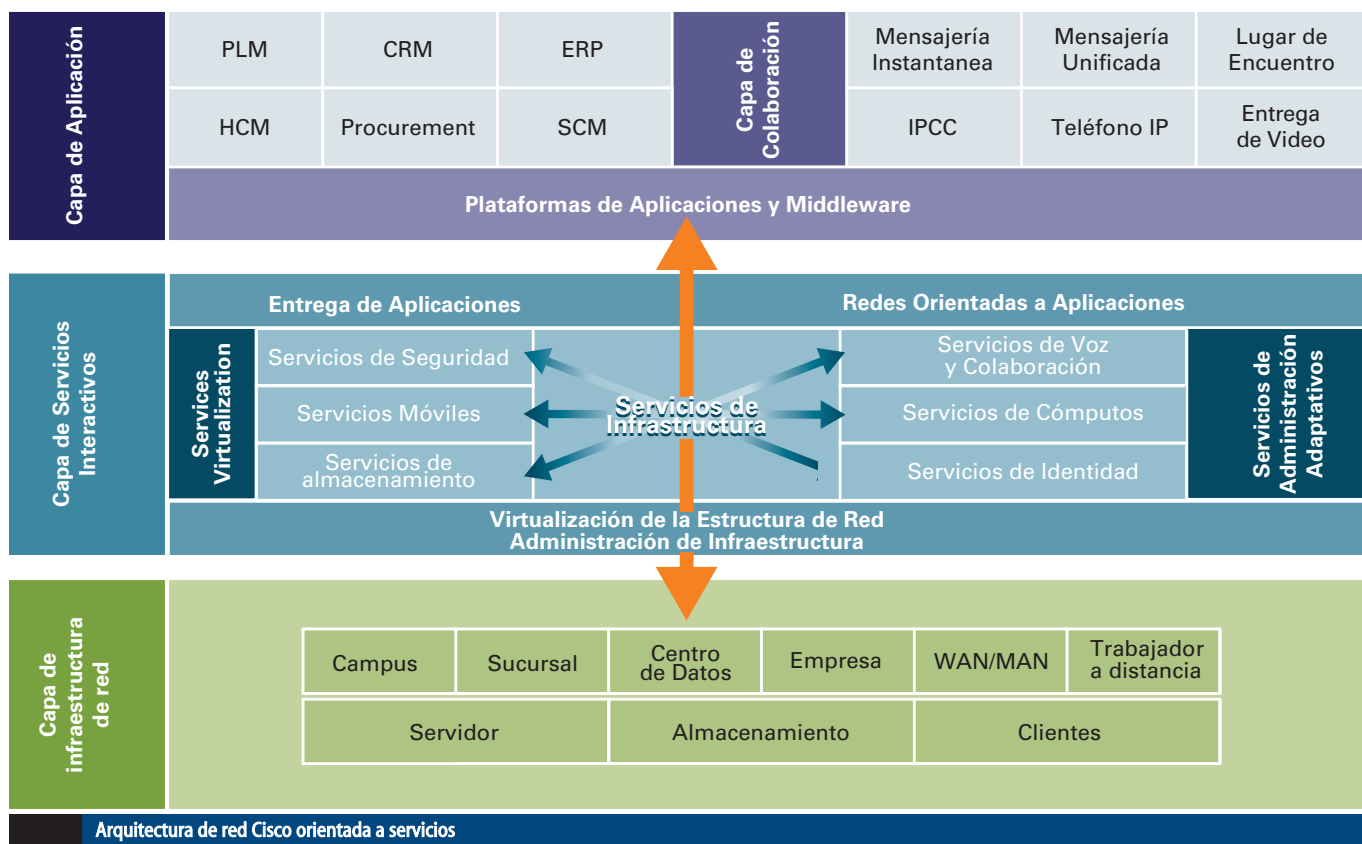 Capa de Aplicación
PLM
CRM
ERP
Capa de
Colaboración
Mensajería
Instantanea
Mensajería
Unificada
Lugar de
Encuentro
HCM
Procurement
SCM
IPCC
Teléfono IP
Entrega
de Video
Plataformas de Aplicaciones y Middleware
Capa de Servicios
Interactivos
Entrega de Aplicaciones
Redes Orientadas a Aplicaciones
Services
Virtualization
Servicios de Seguridad
Servicios Móviles
Servicios de
almacenamiento
Servicios de
Infrastructura
Servicios de Voz
y Colaboración
Servicios de Cómputos
Servicios de Identidad
Servicios de
Administración
Adaptativos
Virtualización de la Estructura de Red
Administración de Infraestructura
Capa de
infraestructura
de red
Campus
Sucursal
Centro
de Datos
Empresa
WAN/MAN
Trabajador
a distancia
Servidor
Almacenamiento
Clientes
Arquitectura de red Cisco orientada a servicios